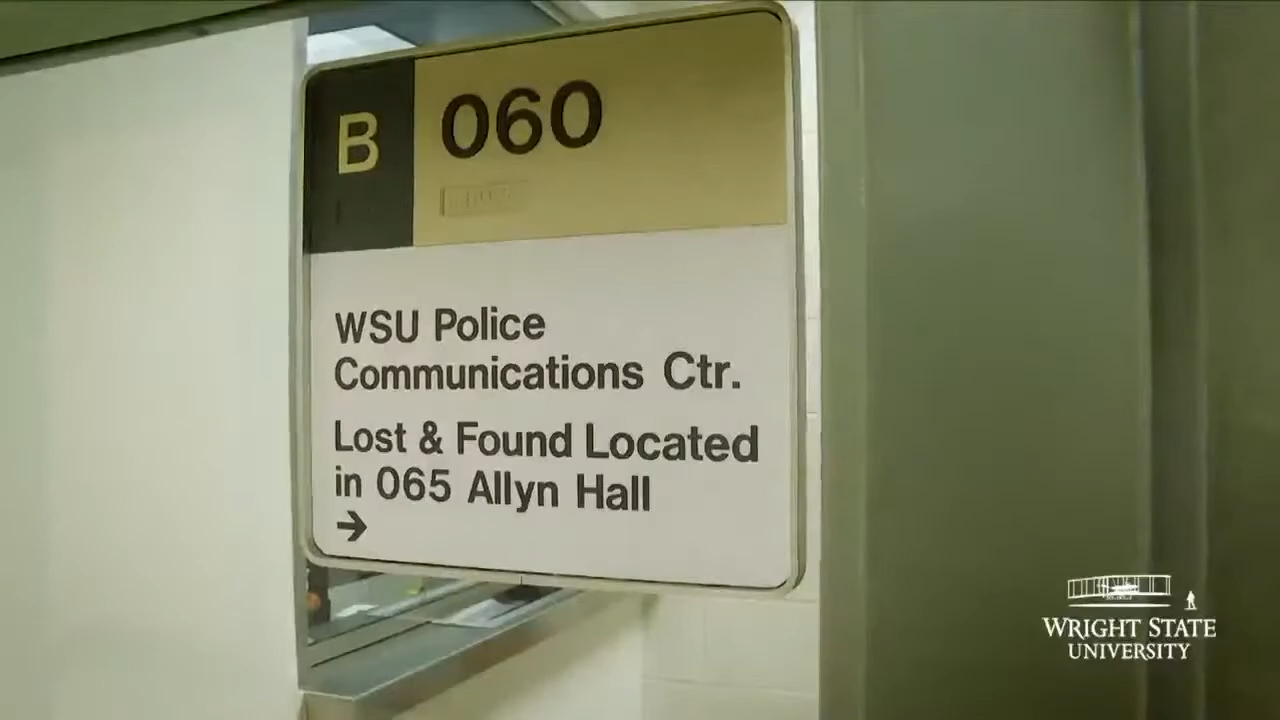 B
060
WSU Police
Communications Ctr.
Lost & Found Located
in 065 Allyn Hall
→
WRIGHT STATE
UNIVERSITY